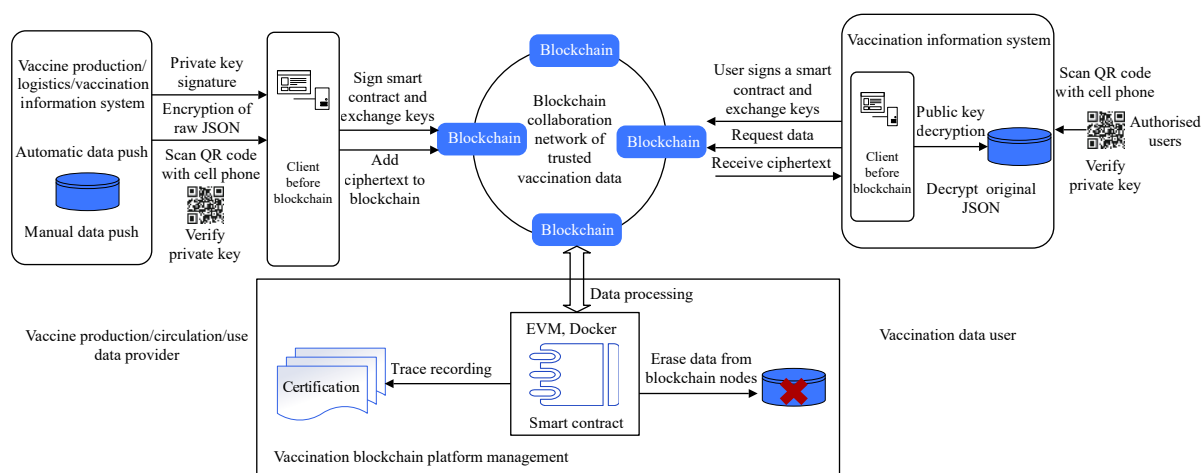 Vaccine production/
logistics/vaccination
information system
Automatic data push
Manual data push
Private key
signature
Encryption of
raw JSON
Scan QR code
with cell phone
Verify
private key
Client
before
blockchain
Sign smart
contract and
exchange keys
Add
ciphertext to
blockchain
Blockchain
Blockchain
Blockchain
collaboration
network of
trusted
vaccination data
Blockchain
Blockchain
User signs a smart
contract and
exchange keys
Request data
Receive ciphertext
Vaccination information system
Client
before
blockchain
Public key
decryption
Decrypt original
JSON
Scan QR code
with cell phone
Authorised
users
Verify
private key
Data processing
Vaccine production/circulation/use
data provider
Certification
Trace recording
EVM, Docker
Smart contract
Erase data from
blockchain nodes
Vaccination data user
Vaccination blockchain platform management